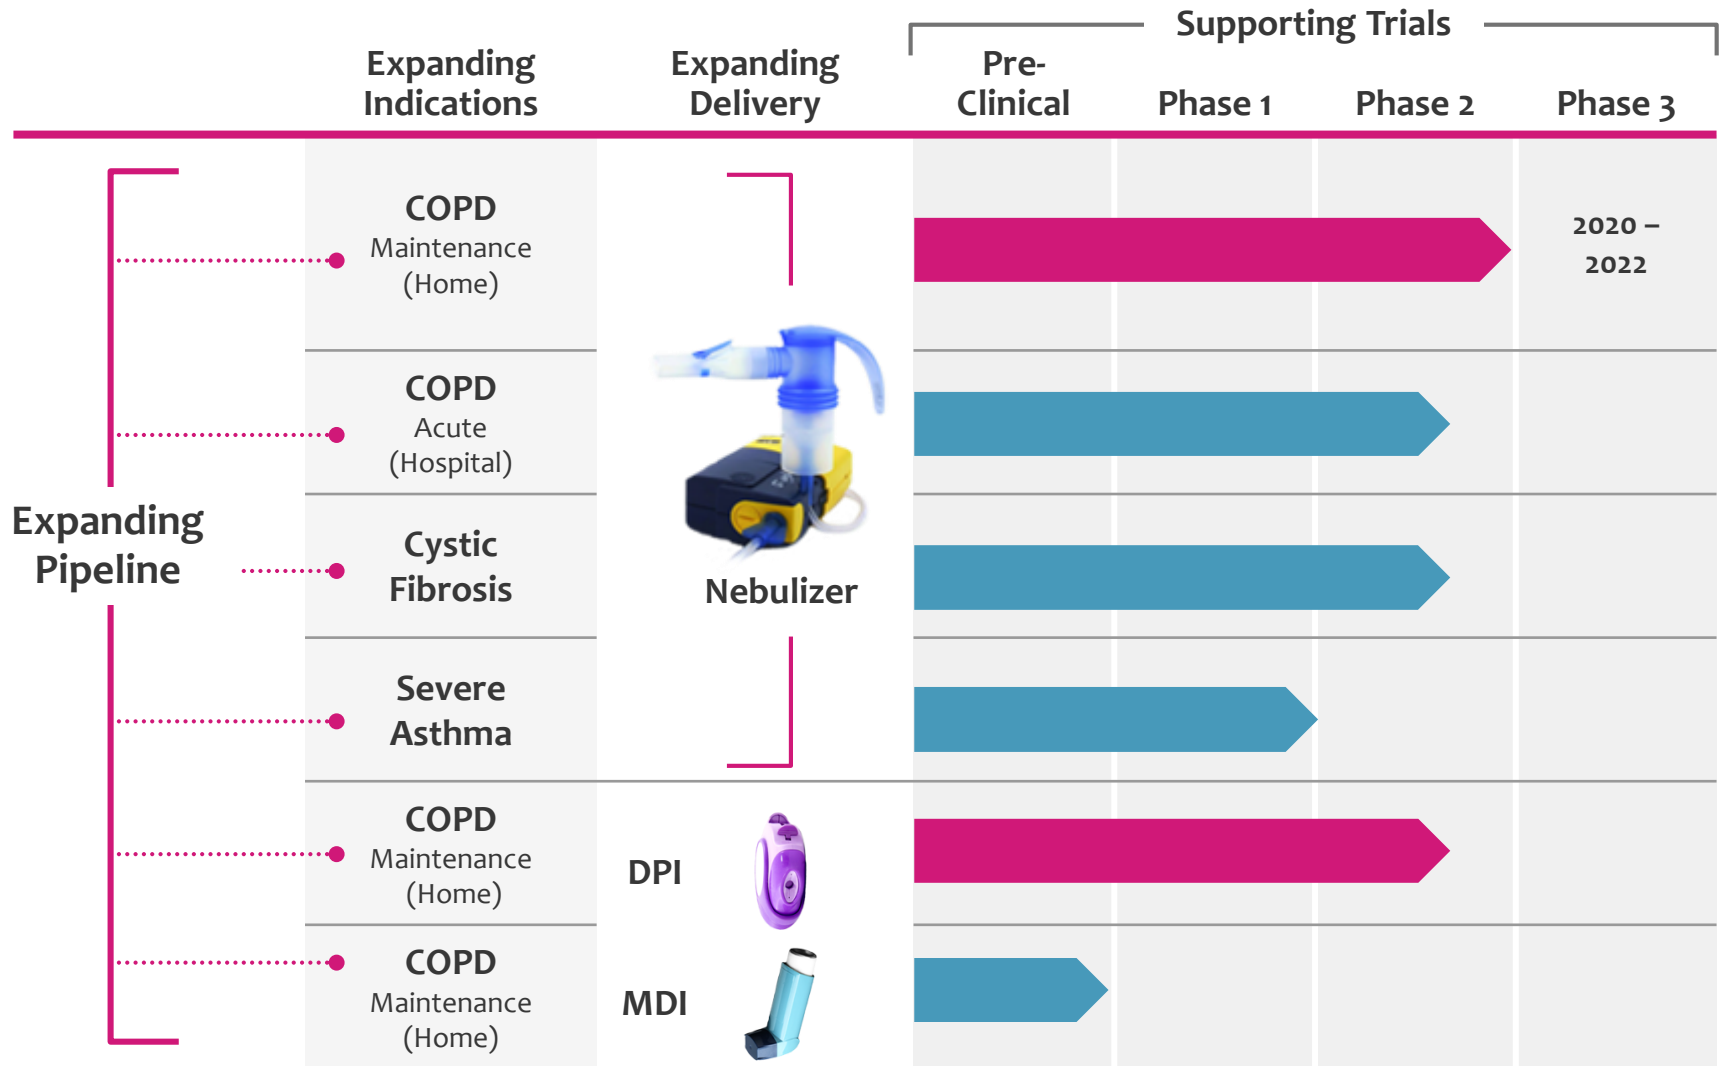 Supporting Trials
Expanding
Indications
Expanding
Delivery
Pre-
Clinical
Phase 1
Phase 2
Phase 3
Expanding
Pipeline
COPD
Maintenance
(Home)
2020 –
2022
COPD
Acute
(Hospital)
Cystic
Fibrosis
Nebulizer
Severe
Asthma
COPD
Maintenance
(Home)
DPI
COPD
Maintenance
(Home)
MDI